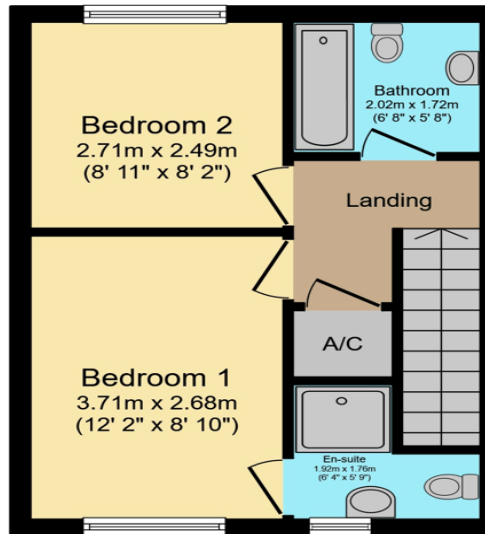 Bedroom 2
2.71m x 2.49m
(8' 11" x 8' 2")
Bathroom
2.02m x 1.72m
(6' 8" x 5' 8")
Landing
A/C
Bedroom 1
3.71m x 2.68m
(12' 2" x 8' 10")
En-suite
1.92m x 1.76m
(6' 4" x 5' 9")